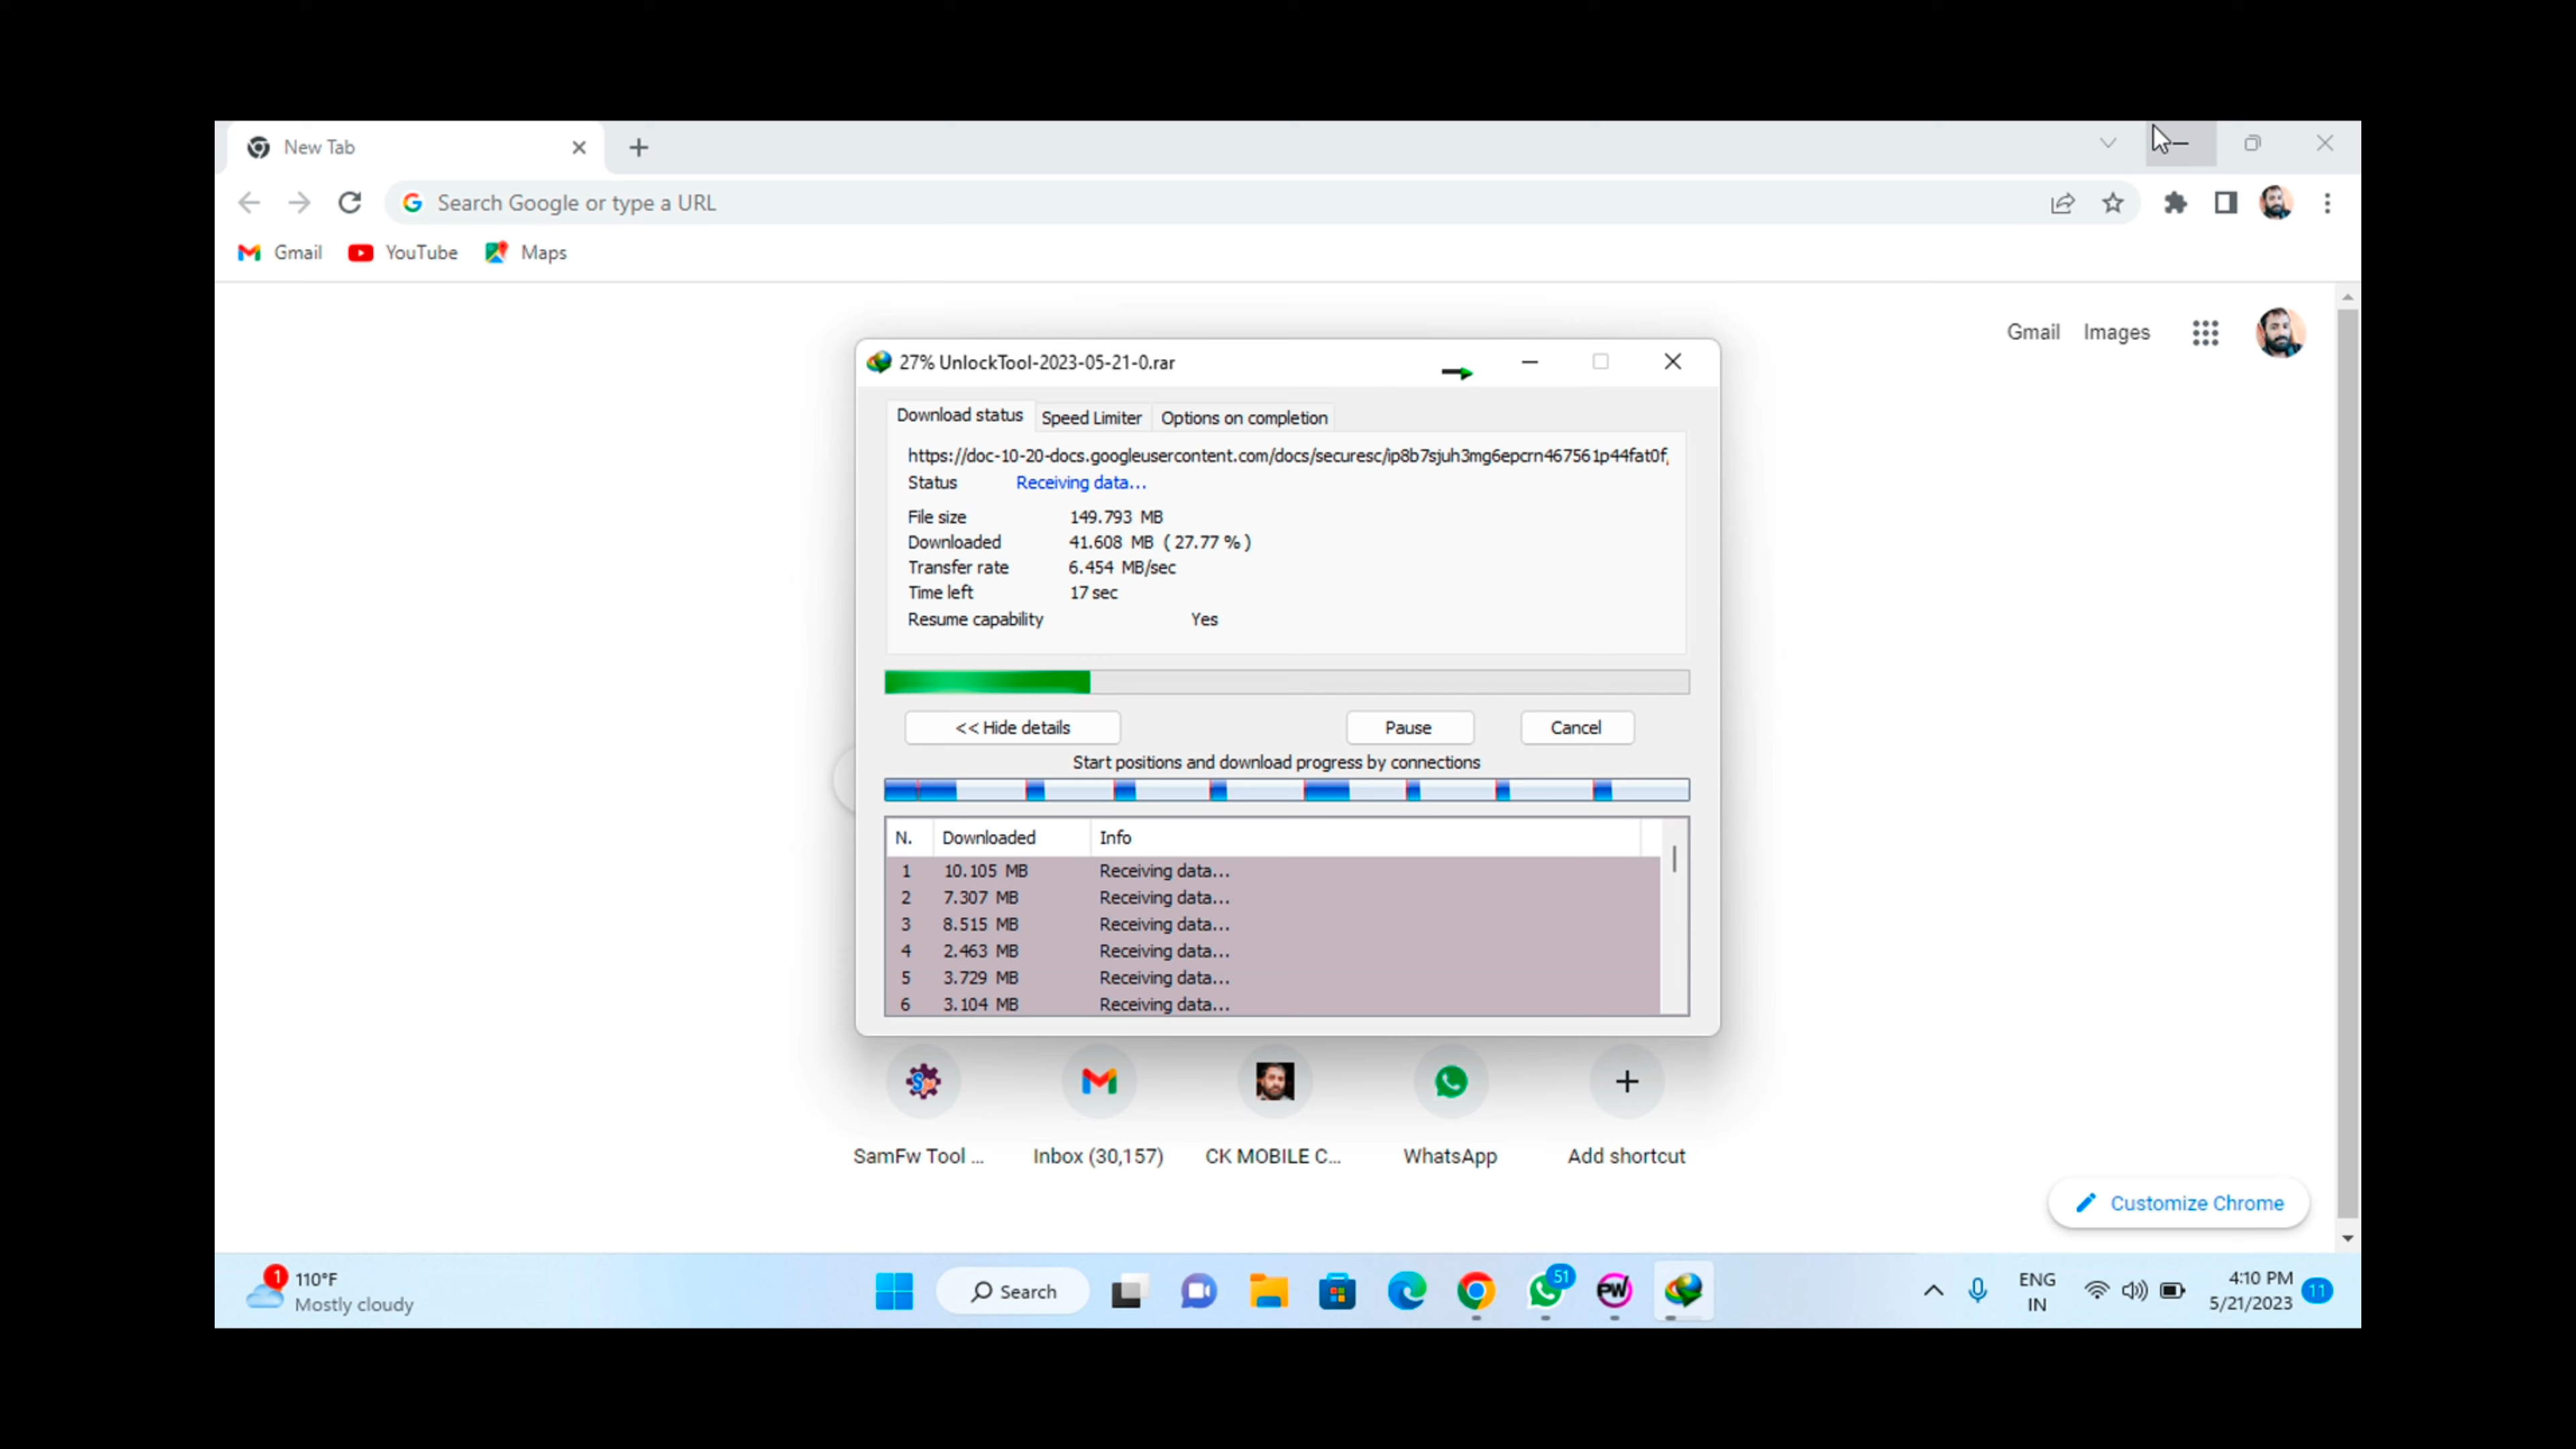 New Tab
Search Google or type a URL
Gmail YouTube Maps
Gmail Images
27% UnlockTool-2023-05-21-0.rar
Download status Speed Limiter Options on completion
https://doc-10-20-docs.googleusercontent.com/docs/securesc/ip8b7sjuh3mg6epcrn467561p44fat0f,
Status Receiving data...
File size 149.793 MB
Downloaded 41.608 MB ( 27.77 % )
Transfer rate 6.454 MB/sec
Time left 17 sec
Resume capability Yes
<< Hide details Pause Cancel
Start positions and download progress by connections
N. Downloaded Info
1 10.105 MB Receiving data...
2 7.307 MB Receiving data...
3 8.515 MB Receiving data...
4 2.463 MB Receiving data...
5 3.729 MB Receiving data...
6 3.104 MB Receiving data...
SamFw Tool ... Inbox (30,157) CK MOBILE C... WhatsApp Add shortcut
Customize Chrome
1 110°F
Mostly cloudy
Search
51
PW
ENG
IN
4:10 PM
5/21/2023
11